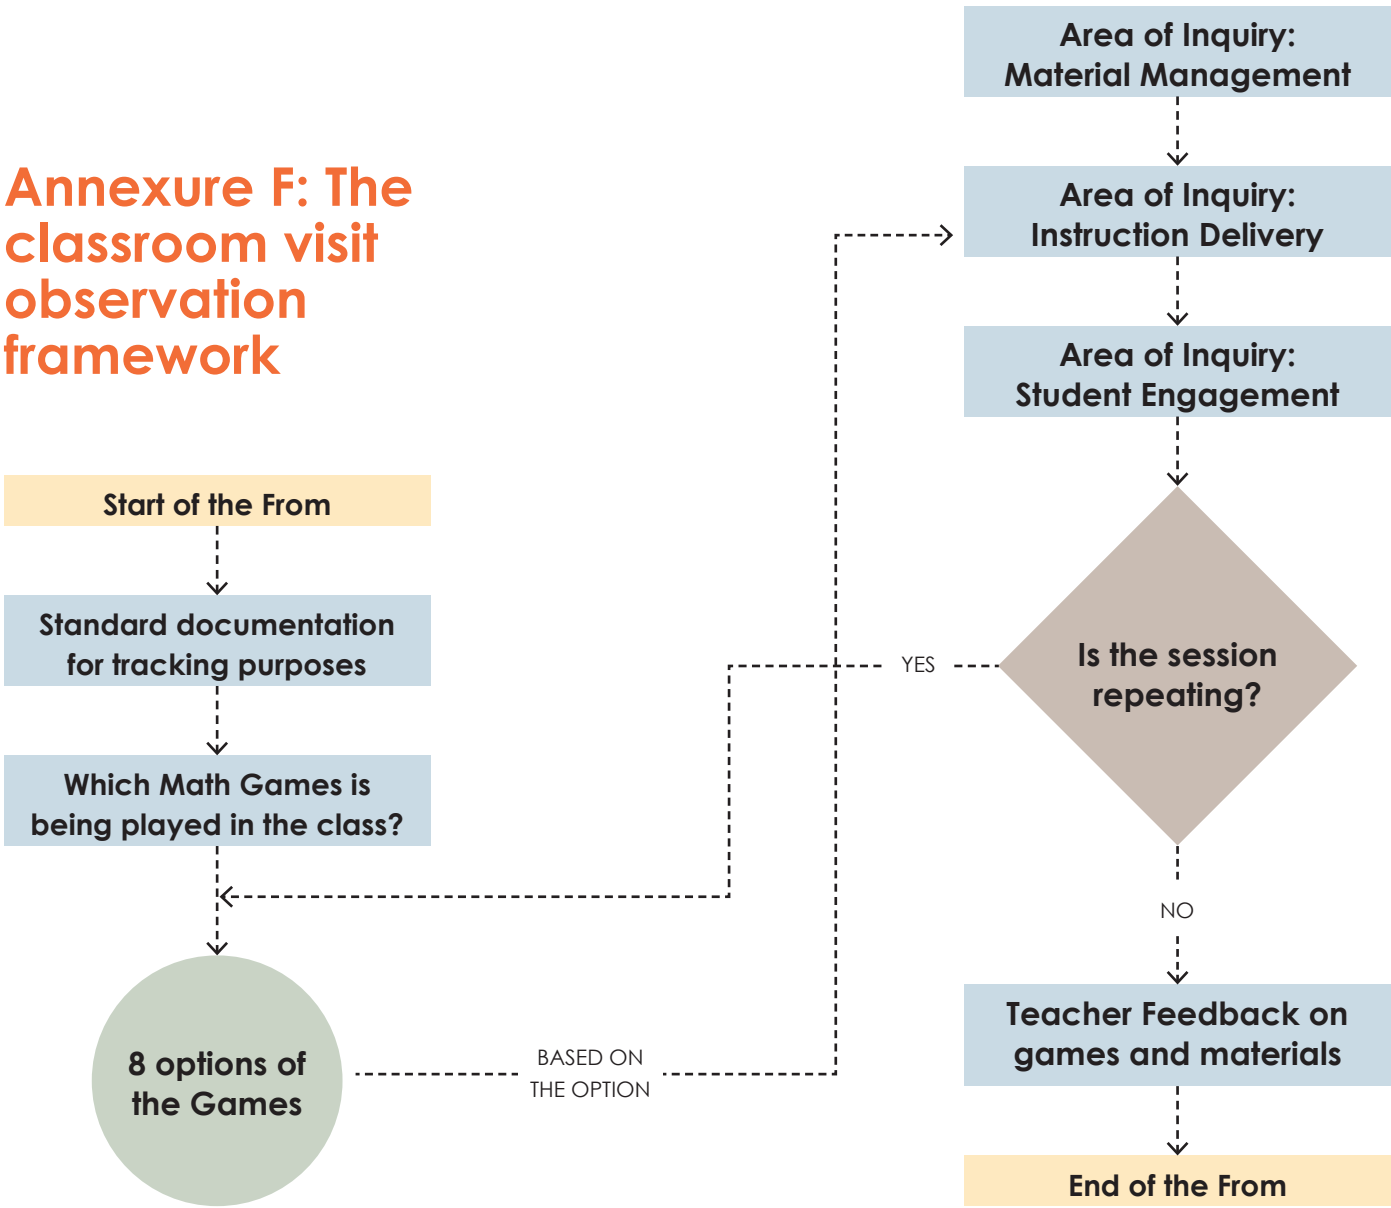 Annexure F: The
classroom visit
observation
framework
Start of the From
Standard documentation
for tracking purposes
Which Math Games is
being played in the class?
8 options of
the Games
BASED ON
THE OPTION
Area of Inquiry:
Material Management
Area of Inquiry:
Instruction Delivery
Area of Inquiry:
Student Engagement
Is the session
repeating?
YES
NO
Teacher Feedback on
games and materials
End of the From